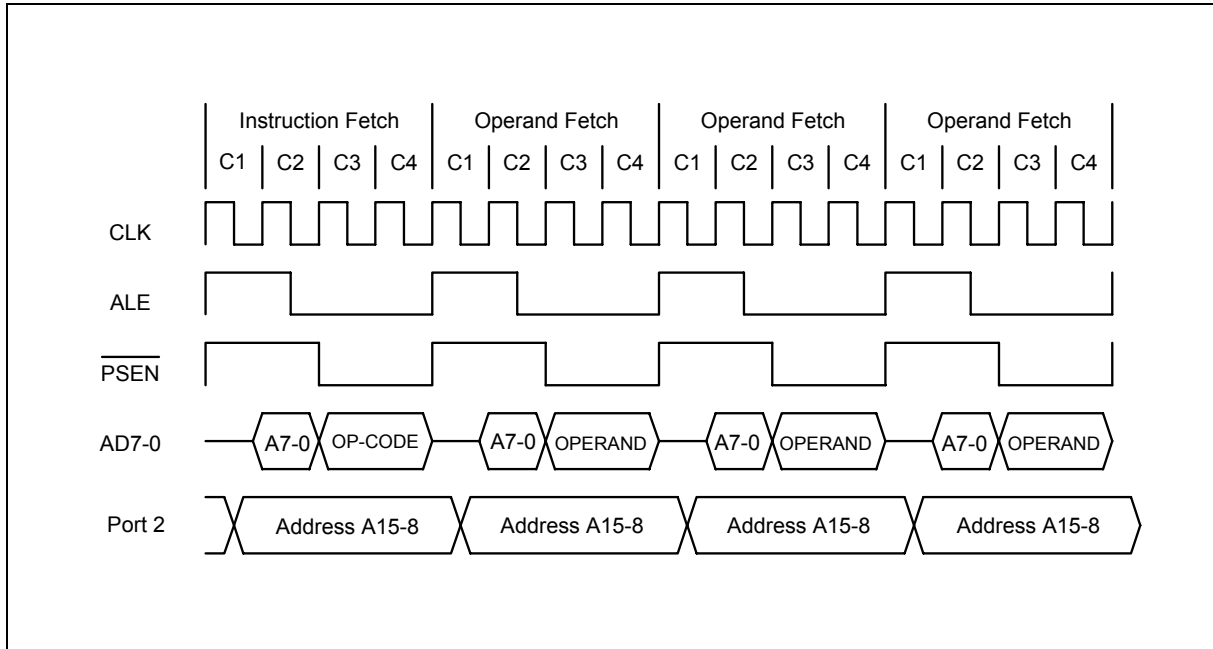 Instruction Fetch Operand Fetch Operand Fetch Operand Fetch
C1 C2 C3 C4 C1 C2 C3 C4 C1 C2 C3 C4 C1 C2 C3 C4
CLK
ALE
PSEN
AD7-0 A7-0 OP-CODE A7-0 OPERAND A7-0 OPERAND A7-0 OPERAND
Port 2 Address A15-8 Address A15-8 Address A15-8 Address A15-8